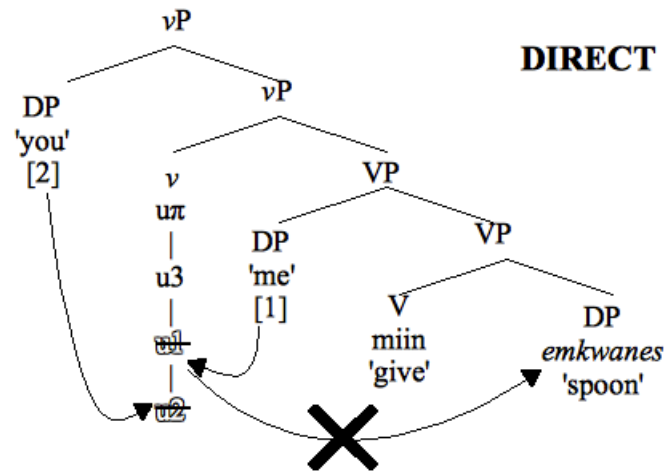 vP
DIRECT
DP
'you'
[2]
vP
v
uπ
|
u3
|
u1
|
u2
VP
DP
'me'
[1]
VP
V
miin
'give'
DP
emkwanes
'spoon'